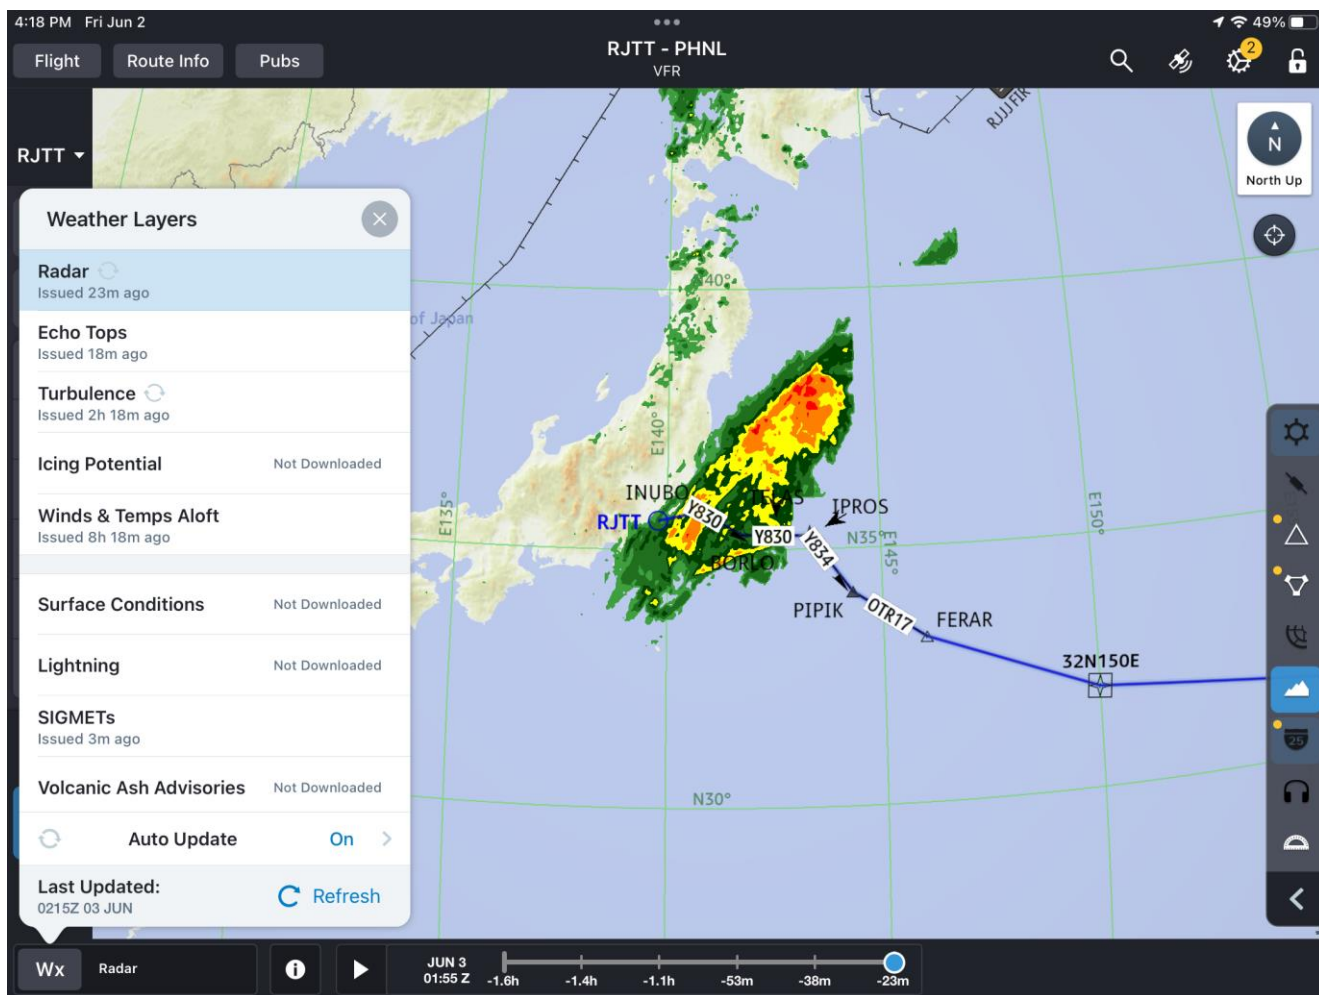 4:18 PM Fri Jun 2
49%
Flight
Route Info
Pubs
RJTT - PHNL
VFR
2
RJTT
N
North Up
RJJJ FIR
Weather Layers
Radar
Issued 23m ago
Echo Tops
Issued 18m ago
Turbulence
Issued 2h 18m ago
Icing Potential Not Downloaded
Winds & Temps Aloft
Issued 8h 18m ago
Surface Conditions Not Downloaded
Lightning Not Downloaded
SIGMETs
Issued 3m ago
Volcanic Ash Advisories Not Downloaded
Auto Update On
Last Updated:
0215Z 03 JUN
Refresh
of Japan
N40°
E140°
E135°
INUBO
RJTT
Y830
Y830
IPROS
BORLO
Y834
N35°
E145°
E150°
PIPIK
OTR17
FERAR
32N150E
N30°
25
Wx Radar
JUN 3
01:55 Z
-1.6h -1.4h -1.1h -53m -38m -23m